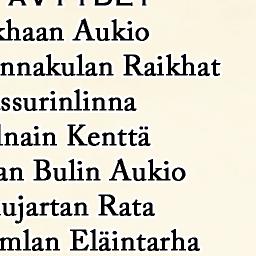 khaan Aukio
nnakulan Raikhat
ssurinlinna
lnain Kenttä
an Bulin Aukio
ujartan Rata
mlan Eläintarha